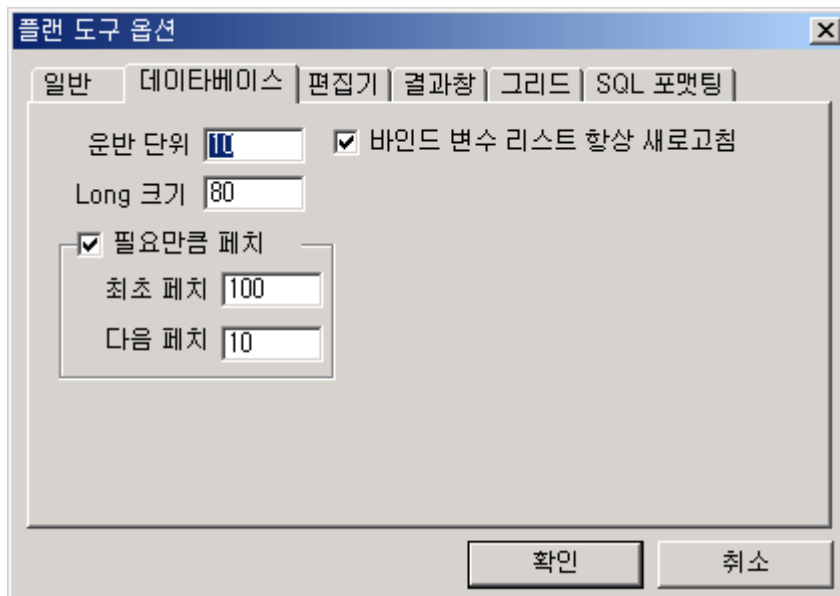 플랜 도구 옵션
일반 데이타베이스 편집기 결과창 그리드 SQL 포맷팅
운반 단위 10 바인드 변수 리스트 항상 새로고침
Long 크기 80
필요만큼 페치
최초 페치 100
다음 페치 10
확인 취소